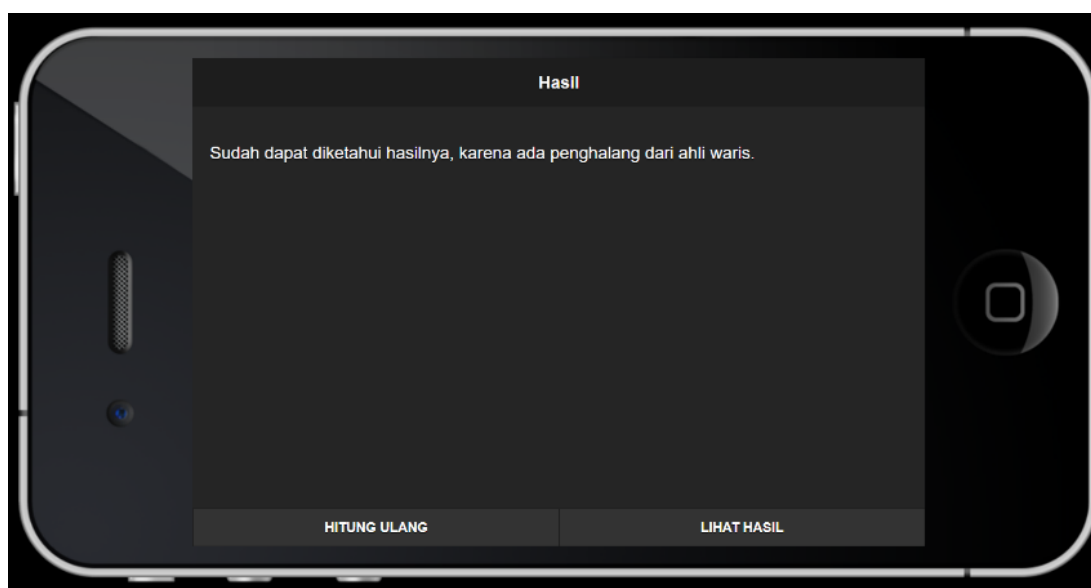 Hasil
Sudah dapat diketahui hasilnya, karena ada penghalang dari ahli waris.
HITUNG ULANG
LIHAT HASIL